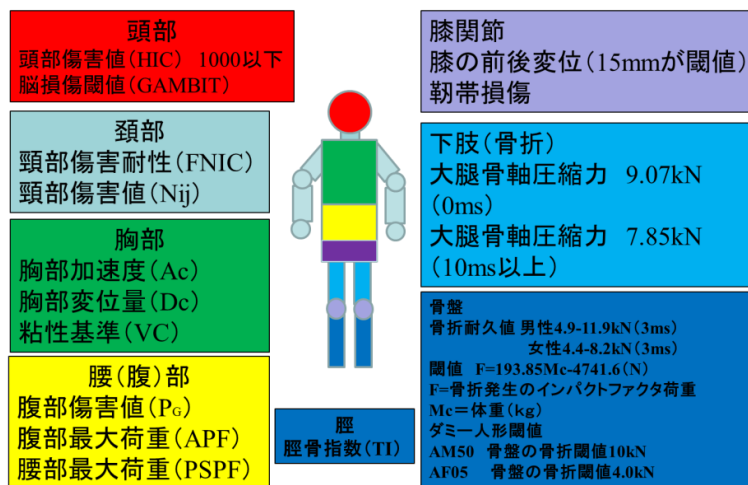 頭部
頭部傷害値(HIC) 1000以下
脳損傷閾値(GAMBIT)
頚部
頸部傷害耐性(FNIC)
頸部傷害値(Nij)
胸部
胸部加速度(Ac)
胸部変位量(Dc)
粘性基準(VC)
腰(腹)部
腹部傷害値(PG)
腹部最大荷重(APF)
腰部最大荷重(PSPF)
脛
脛骨指数(TI)
膝関節
膝の前後変位(15mmが閾値)
靭帯損傷
下肢(骨折)
大腿骨軸圧縮力 9.07kN
(0ms)
大腿骨軸圧縮力 7.85kN
(10ms以上)
骨盤
骨折耐久値 男性4.9-11.9kN(3ms)
女性4.4-8.2kN(3ms)
閾値 F=193.85Mc-4741.6(N)
F=骨折発生のインパクトファクタ荷重
Mc=体重(kg)
ダミー人形閾値
AM50 骨盤の骨折閾値10kN
AF05 骨盤の骨折閾値4.0kN